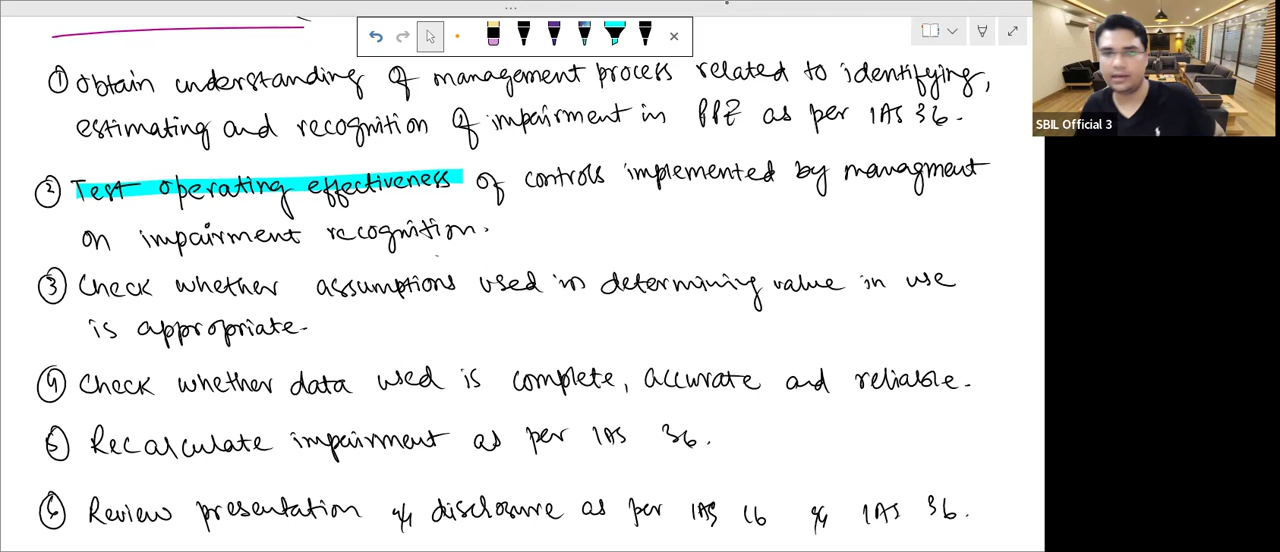 ① Obtain understanding of management process related to identifying,
estimating and recognition of impairment in PPE as per IAS 36.
② Test operating effectiveness of controls implemented by managment
on impairment recognition.
③ Check whether assumptions used in determining value in use
is appropriate.
④ Check whether data used is complete, accurate and reliable.
⑤ Recalculate impairment as per IAS 36.
⑥ Review presentation & disclosure as per IAS 16 & IAS 36.
SBIL Official 3